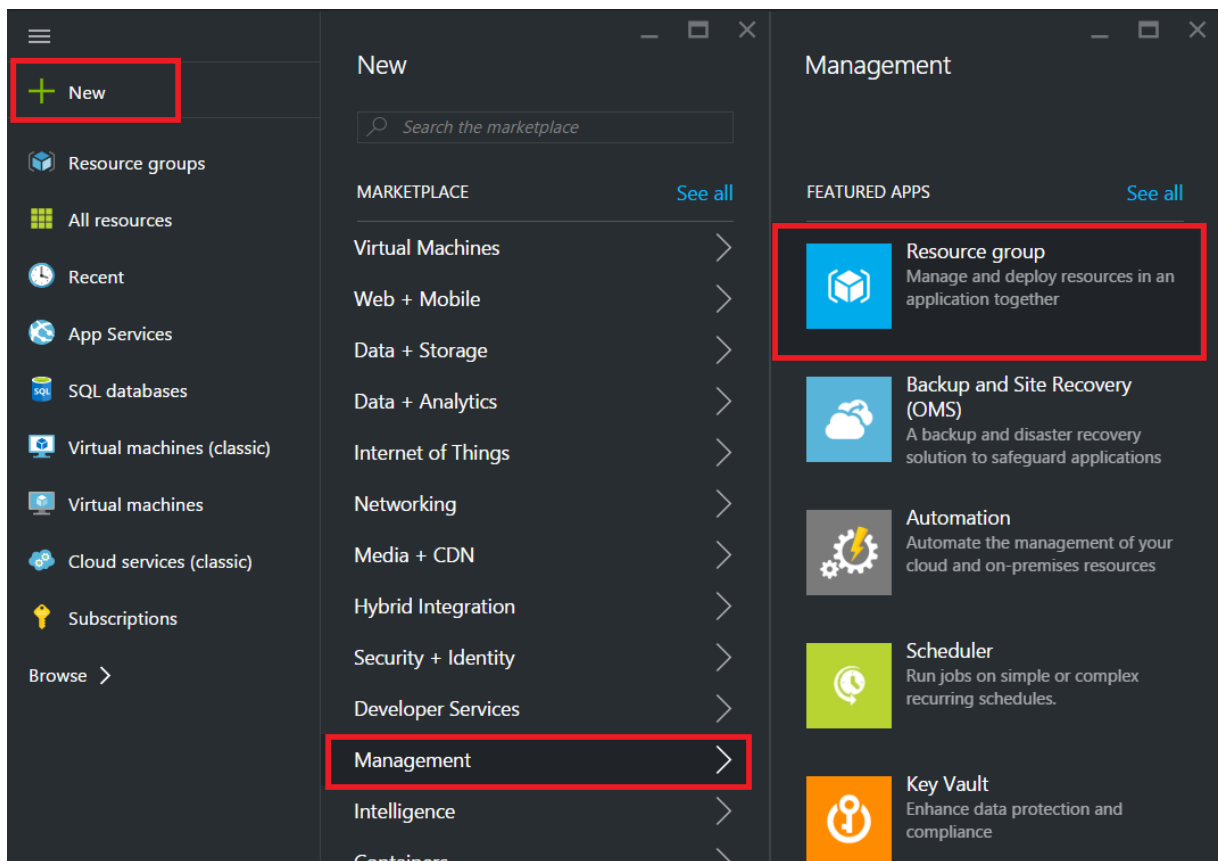 New
Resource groups
All resources
Recent
App Services
SQL
SQL databases
Virtual machines (classic)
Virtual machines
Cloud services (classic)
Subscriptions
Browse
New
Search the marketplace
MARKETPLACE
See all
Virtual Machines
Web + Mobile
Data + Storage
Data + Analytics
Internet of Things
Networking
Media + CDN
Hybrid Integration
Security + Identity
Developer Services
Management
Intelligence
Containers
Management
FEATURED APPS
See all
Resource group
Manage and deploy resources in an
application together
Backup and Site Recovery
(OMS)
A backup and disaster recovery
solution to safeguard applications
Automation
Automate the management of your
cloud and on-premises resources
Scheduler
Run jobs on simple or complex
recurring schedules.
Key Vault
Enhance data protection and
compliance